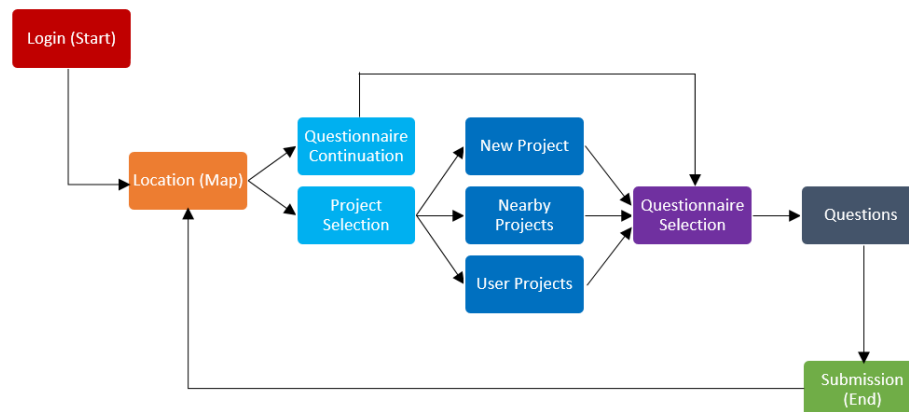 Login (Start)
Questionnaire
Continuation
New Project
Location (Map)
Project
Selection
Nearby
Projects
Questionnaire
Selection
Questions
User Projects
Submission
(End)